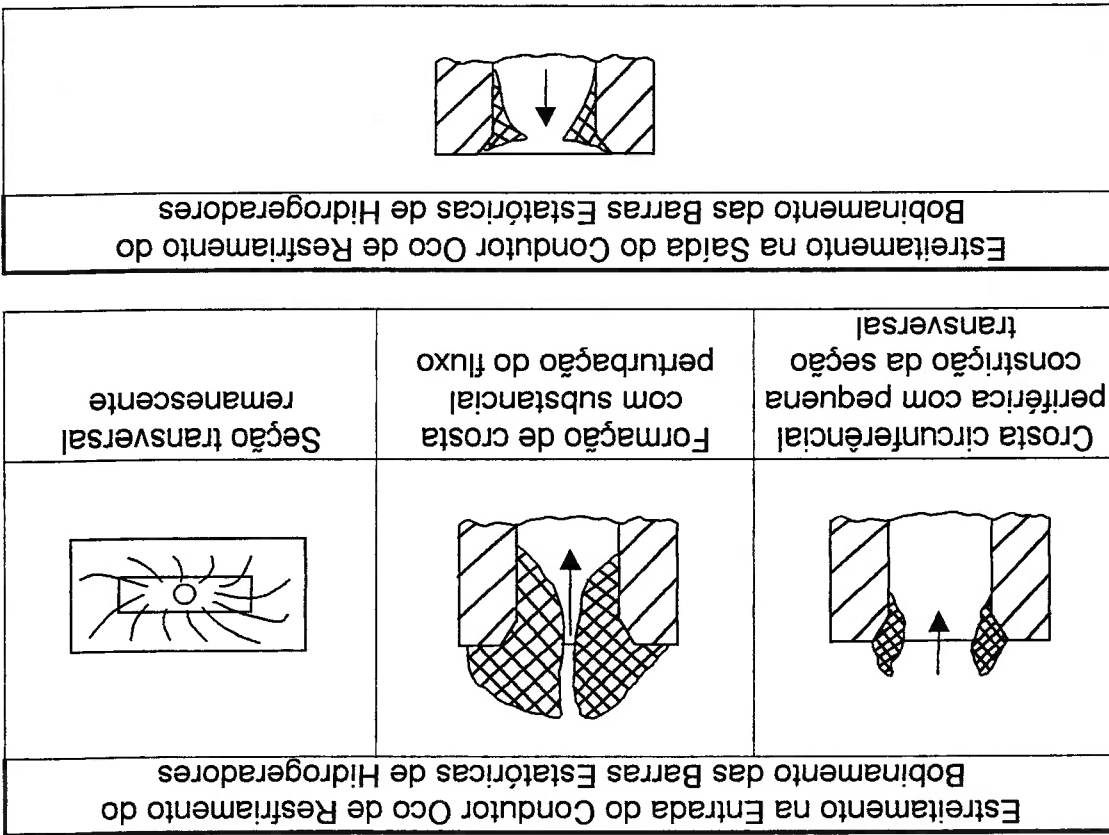 Estreitamento na Entrada do Condutor Oco de Resfriamento do
Bobinamento das Barras Estatóricas de Hidrogeradores
Crosta circunferêncial
periférica com pequena
constrição da seção
transversal
Formação de crosta
com substancial
perturbação do fluxo
Seção transversal
remanescente
Estreitamento na Saída do Condutor Oco de Resfriamento do
Bobinamento das Barras Estatóricas de Hidrogeradores